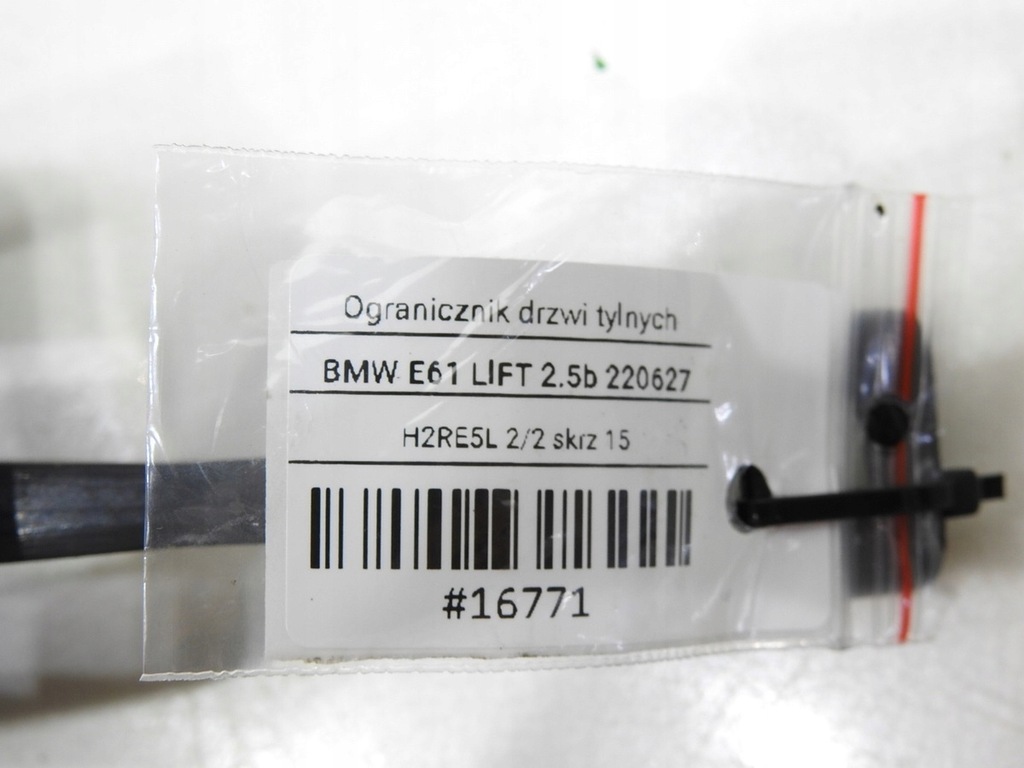 Ogranicznik drzwi tylnych
BMW E61 LIFT 2.5b 220627
H2RE5L 2/2 skrz 15
#16771